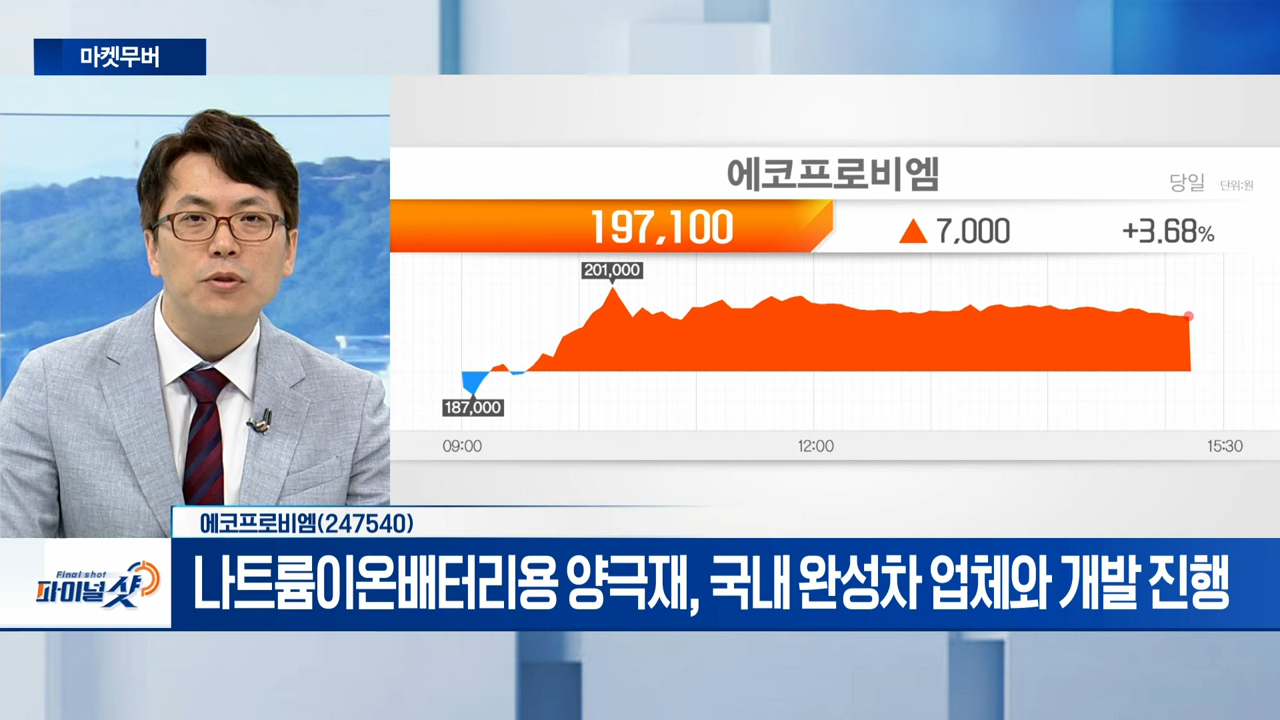 마켓무버
에코프로비엠
당일 단위:원
197,100 ▲ 7,000 +3.68%
201,000
187,000
09:00 12:00 15:30
에코프로비엠(247540)
Final shot
파이널샷
나트륨이온배터리용 양극재, 국내 완성차 업체와 개발 진행